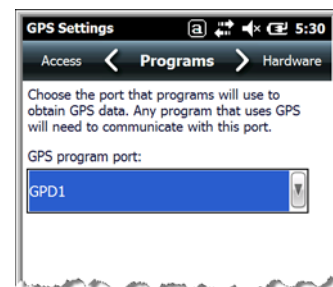 GPS Settings a 5:30
Access Programs Hardware
Choose the port that programs will use to
obtain GPS data. Any program that uses GPS
will need to communicate with this port.
GPS program port:
GPD1